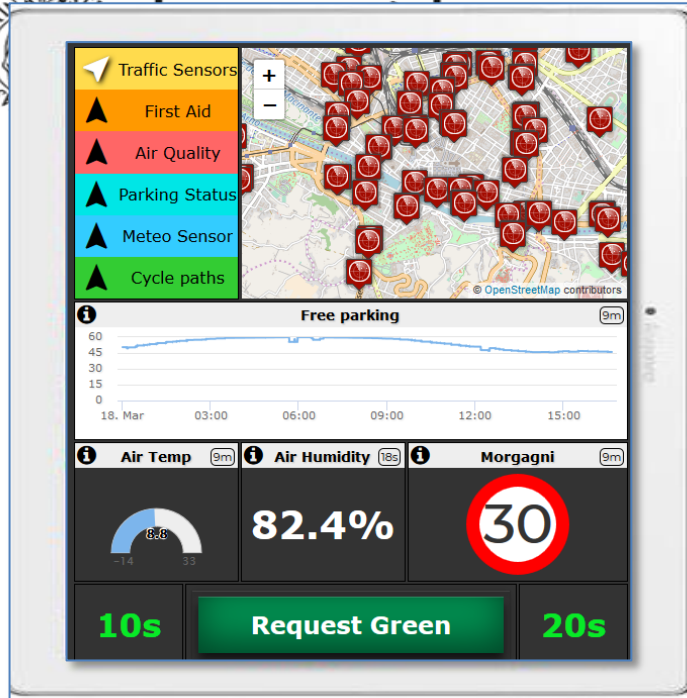 Traffic Sensors
First Aid
Air Quality
Parking Status
Meteo Sensor
Cycle paths
+
−
© OpenStreetMap contributors
Free parking
9m
60
45
30
15
0
18. Mar 03:00 06:00 09:00 12:00 15:00
Air Temp 9m
8.8
-14 33
Air Humidity 18s
82.4%
Morgagni 9m
30
10s
Request Green
20s